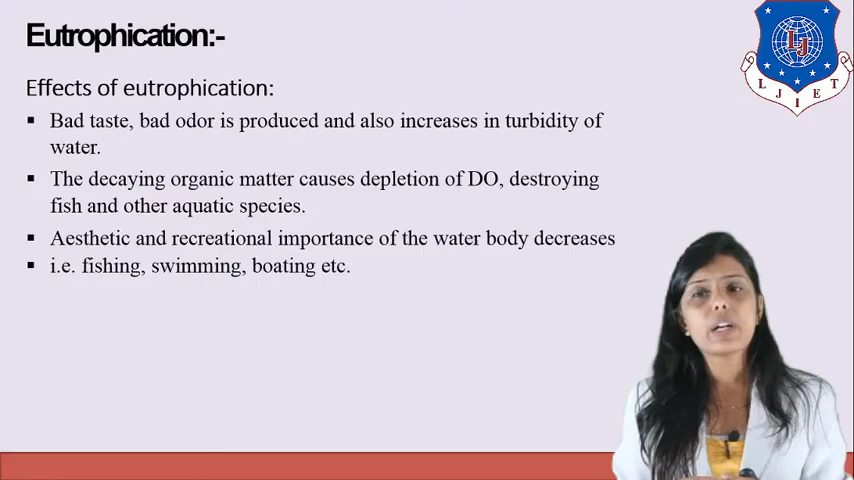 Eutrophication:-
Effects of eutrophication:
▪ Bad taste, bad odor is produced and also increases in turbidity of
water.
▪ The decaying organic matter causes depletion of DO, destroying
fish and other aquatic species.
▪ Aesthetic and recreational importance of the water body decreases
▪ i.e. fishing, swimming, boating etc.
LJ
L J I E T